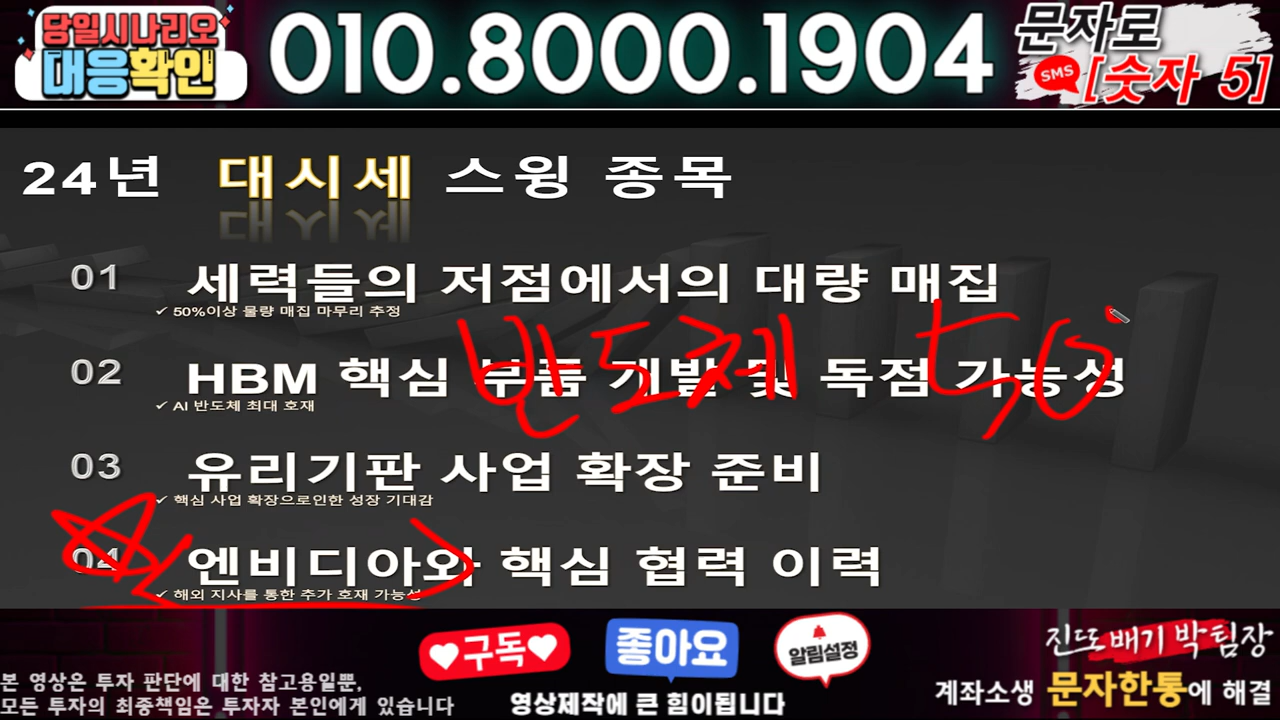 당일시나리오
대응확인
010.8000.1904
문자로
SMS
[숫자 5]
24년 대시세 스윙 종목
01 세력들의 저점에서의 대량 매집
✓ 50%이상 물량 매집 마무리 추정
02 HBM 핵심 부품 개발 및 독점 가능성
✓ AI 반도체 최대 호재
반도체 50
03 유리기판 사업 확장 준비
✓ 핵심 사업 확장으로인한 성장 기대감
04 엔비디아와 핵심 협력 이력
✓ 해외 지사를 통한 추가 호재 가능성
구독
좋아요
알림설정
진또배기 박팀장
본 영상은 투자 판단에 대한 참고용일뿐,
모든 투자의 최종책임은 투자자 본인에게 있습니다
영상제작에 큰 힘이됩니다
계좌소생 문자한통에 해결